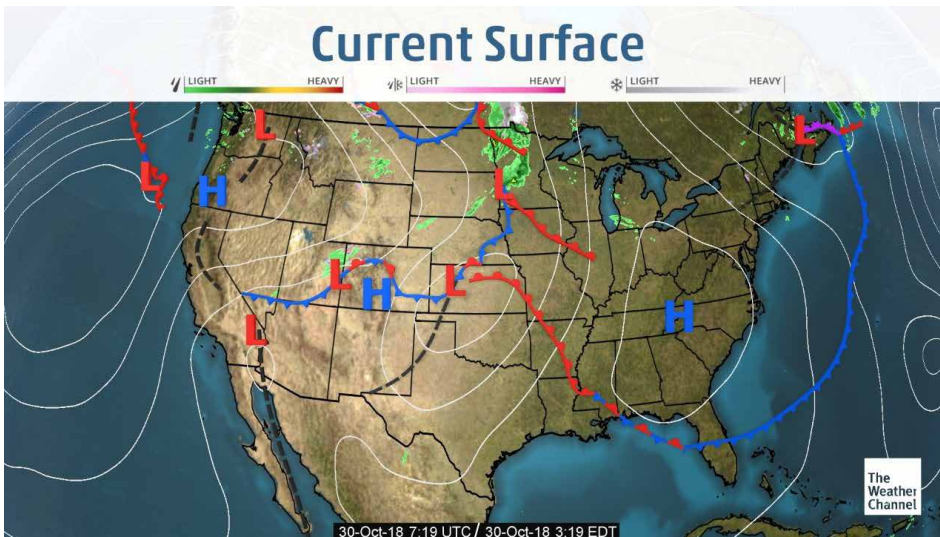 Current Surface
LIGHT HEAVY LIGHT HEAVY LIGHT HEAVY
L
L
L
L
H
L
L
H
L
H
L
The
Weather
Channel
30-Oct-18 7:19 UTC / 30-Oct-18 3:19 EDT